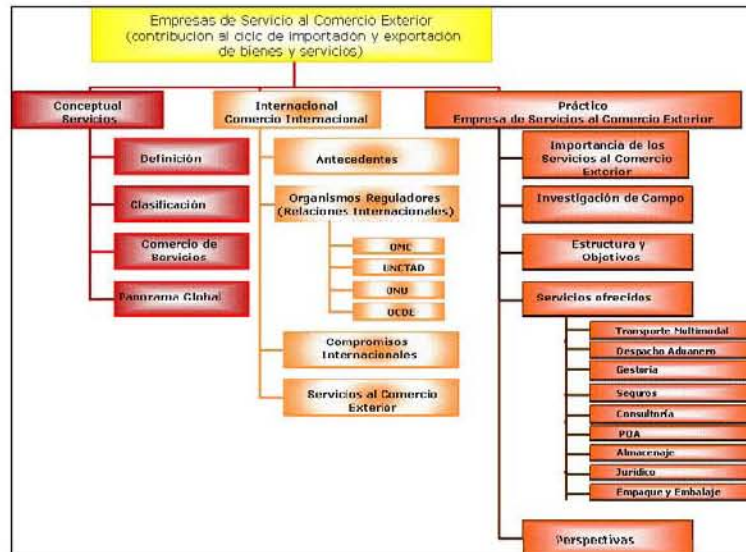 Empresas de Servicio al Comercio Exterior
(contribución al ciclo de importación y exportación
de bienes y servicios)
Conceptual
Servicios
Definición
Clasificación
Comercio de
Servicios
Panorama Global
Internacional
Comercio Internacional
Antecedentes
Organismos Reguladores
(Relaciones Internacionales)
OMC
UNCTAD
ONU
OCDE
Compromisos
Internacionales
Servicios al Comercio
Exterior
Práctico
Empresa de Servicios al Comercio Exterior
Importancia de los
Servicios al Comercio
Exterior
Investigación de Campo
Estructura y
Objetivos
Servicios ofrecidos
Transporte Multimodal
Despacho Aduanero
Gestoría
Seguros
Consultoría
Almacenaje
Jurídico
Empaque y Embalaje
Perspectivas